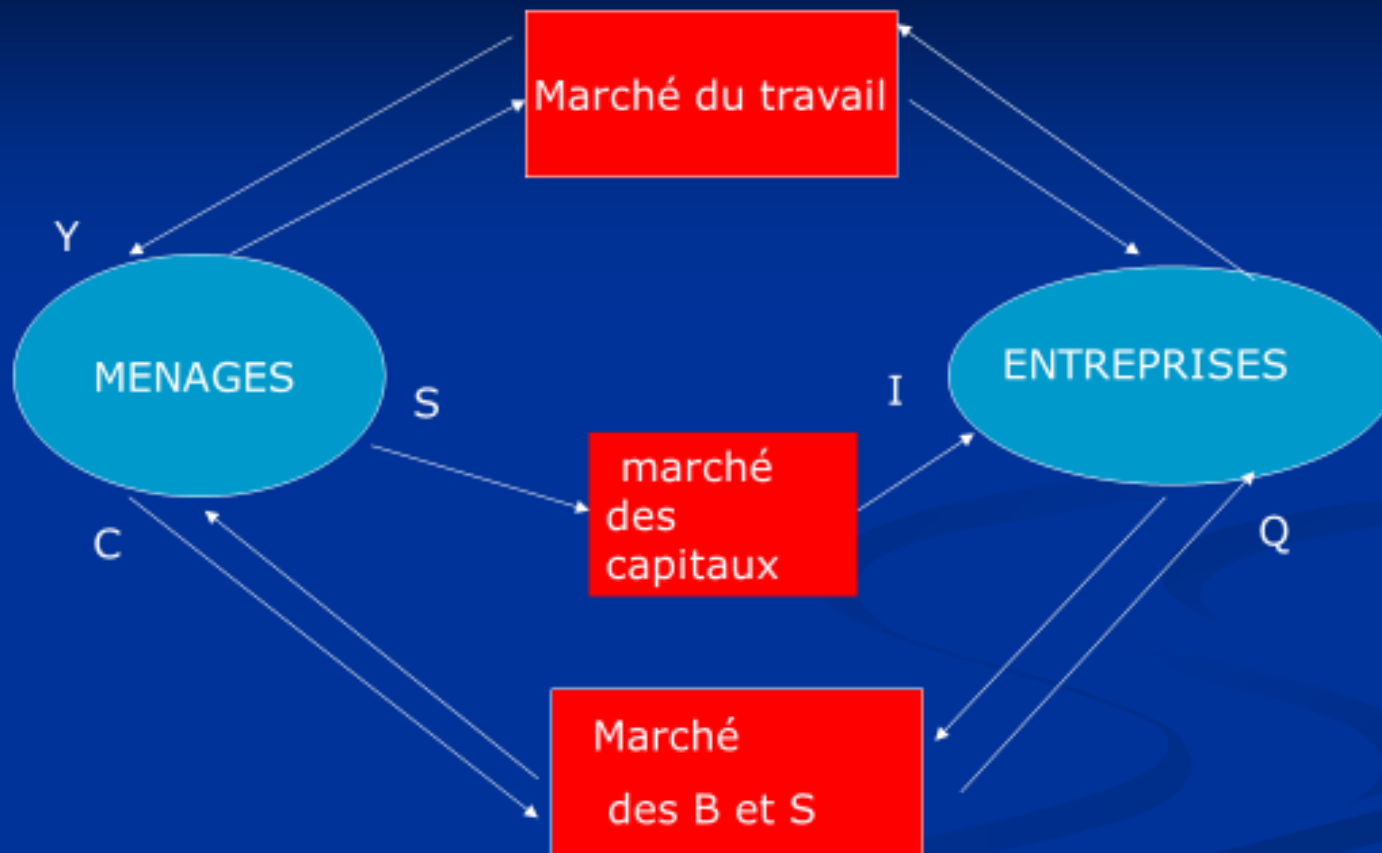 Marché du travail
Y
MENAGES
ENTREPRISES
S
I
marché
des
capitaux
C
Q
Marché
des B et S